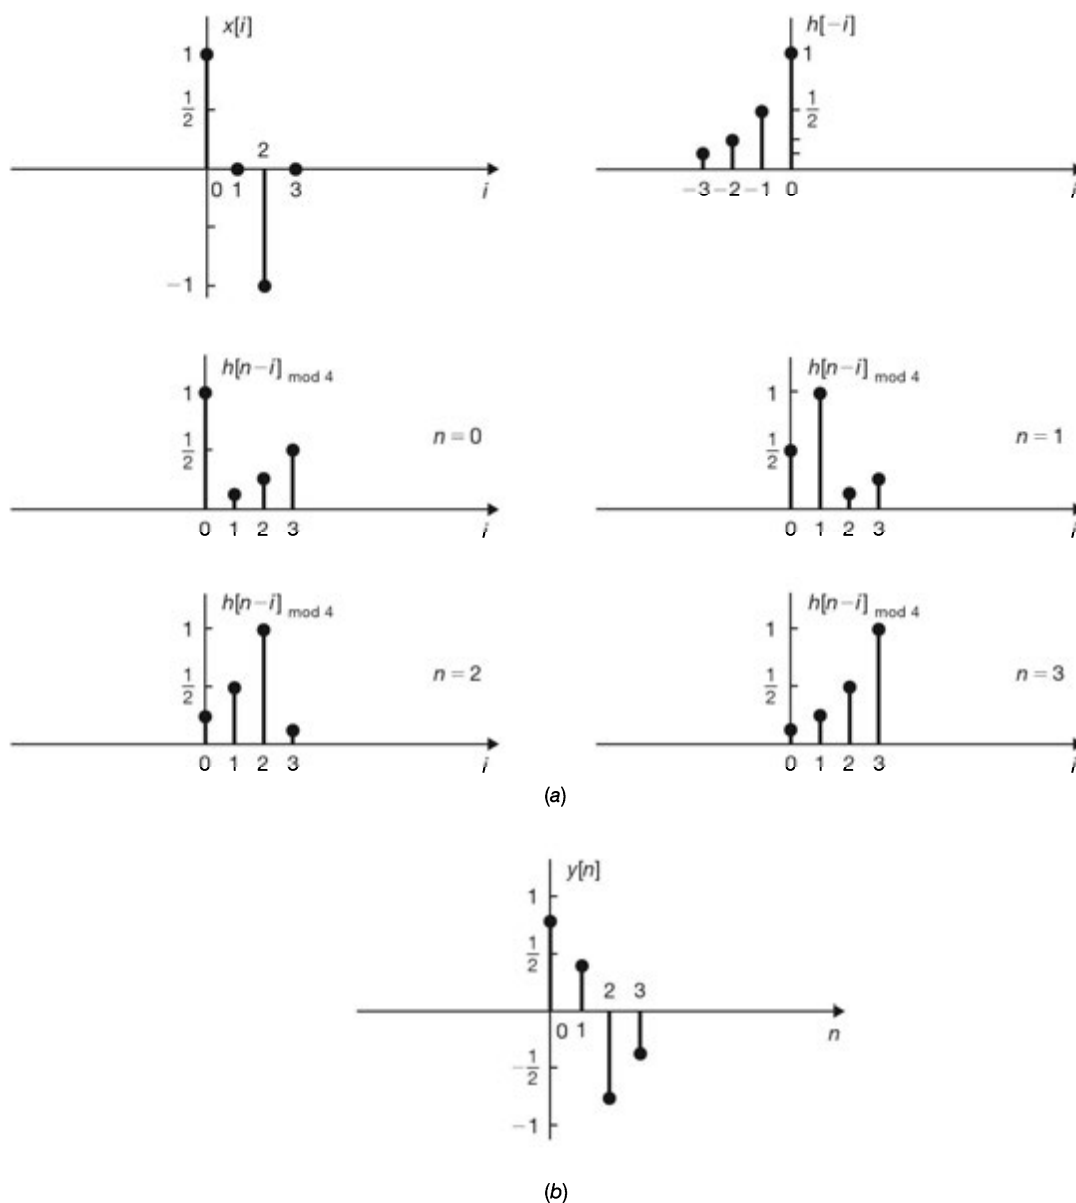 x[i]
1
1/2
2
0 1 3 i
−1
h[−i]
1
1/2
−3 −2 −1 0 i
h[n−i] mod 4
1
n = 0
1/2
0 1 2 3 i
h[n−i] mod 4
1
n = 1
1/2
0 1 2 3 i
h[n−i] mod 4
1
1/2
n = 2
0 1 2 3 i
h[n−i] mod 4
1
1/2
n = 3
0 1 2 3 i
(a)
y[n]
1
1/2
2 3
0 1 n
−1/2
−1
(b)